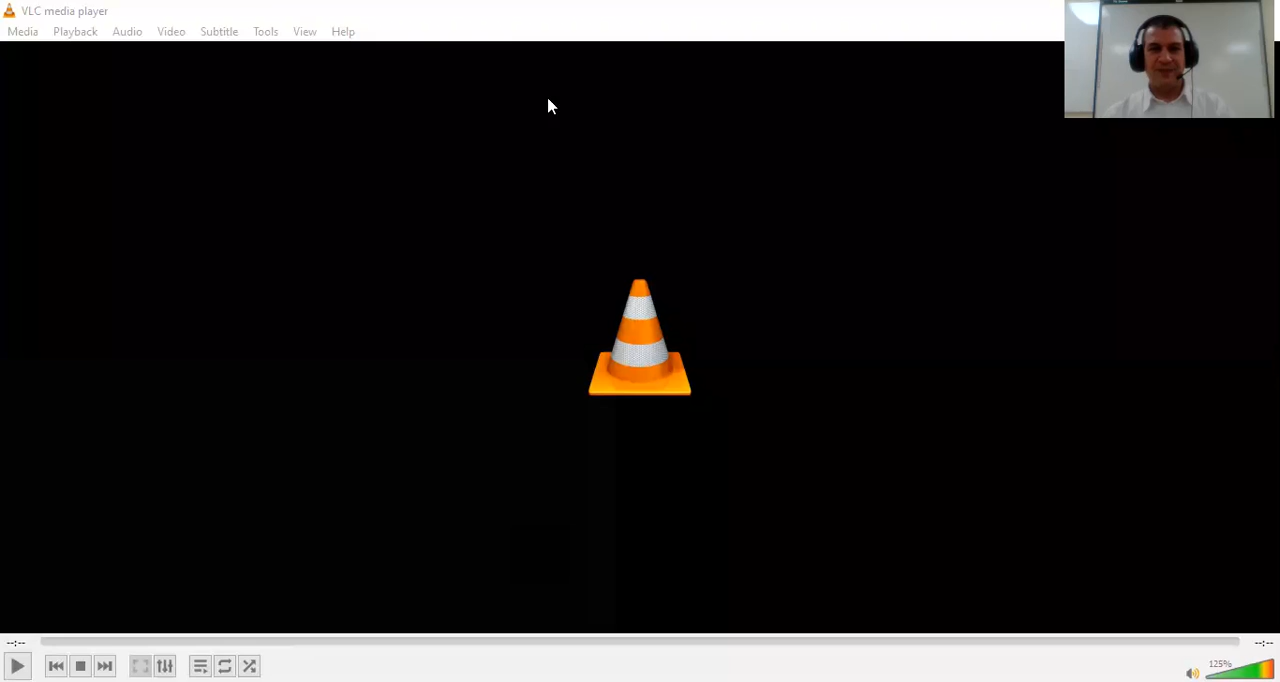 VLC media player
Media Playback Audio Video Subtitle Tools View Help
--:-- --:--
125%